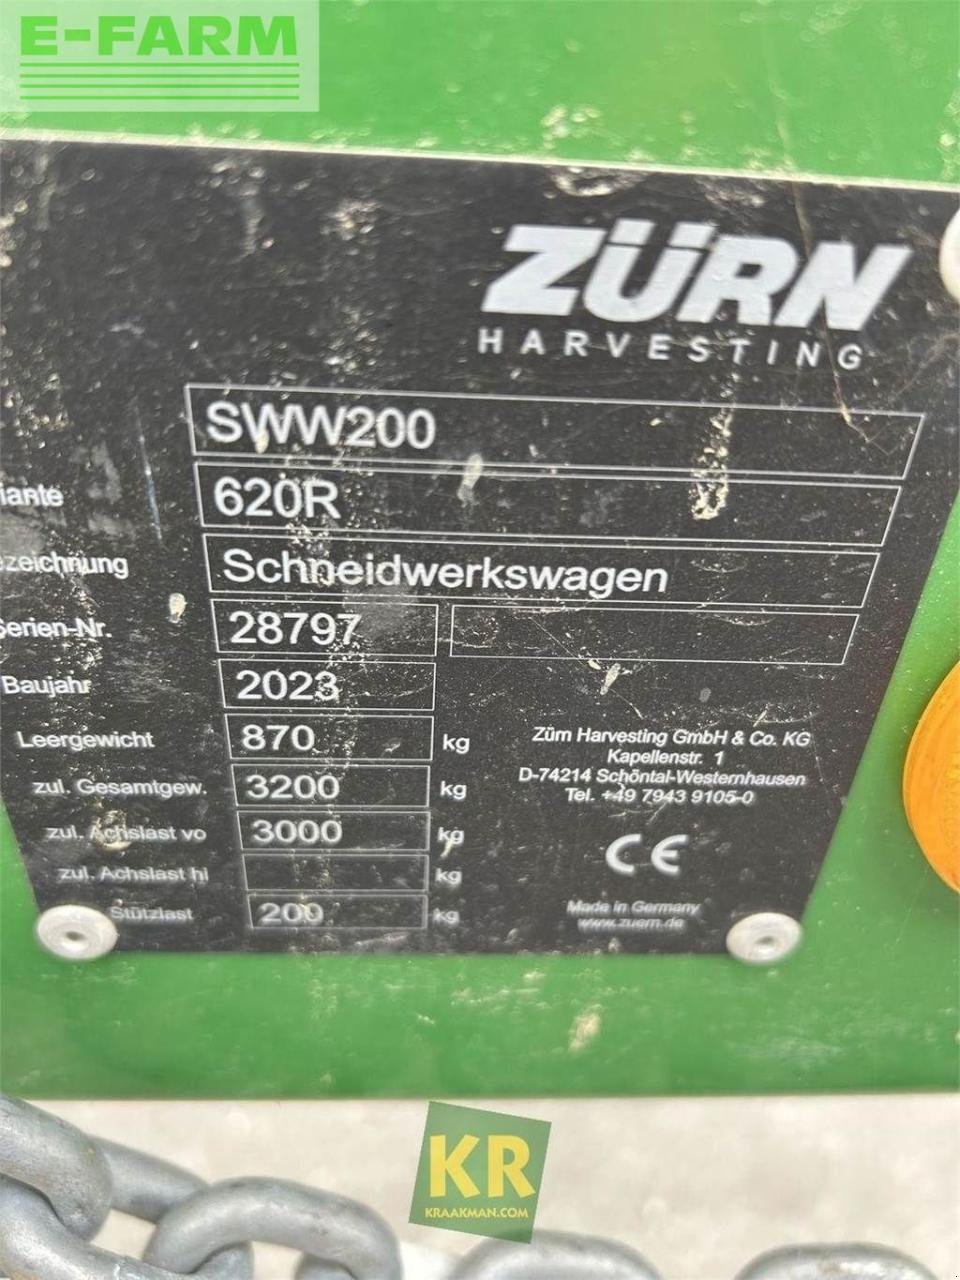 E-FARM
ZÜRN
HARVESTING
SWW200
iante 620R
ezeichnung Schneidwerkswagen
Serien-Nr. 28797
Baujahr 2023
Leergewicht 870 kg
zul. Gesamtgew. 3200 kg
zul. Achslast vo 3000 kg
zul. Achslast hi kg
Stützlast 200 kg
Zürn Harvesting GmbH & Co. KG
Kapellenstr. 1
D-74214 Schöntal-Westernhausen
Tel. +49 7943 9105-0
CE
Made in Germany
www.zuern.de
KR
KRAAKMAN.COM